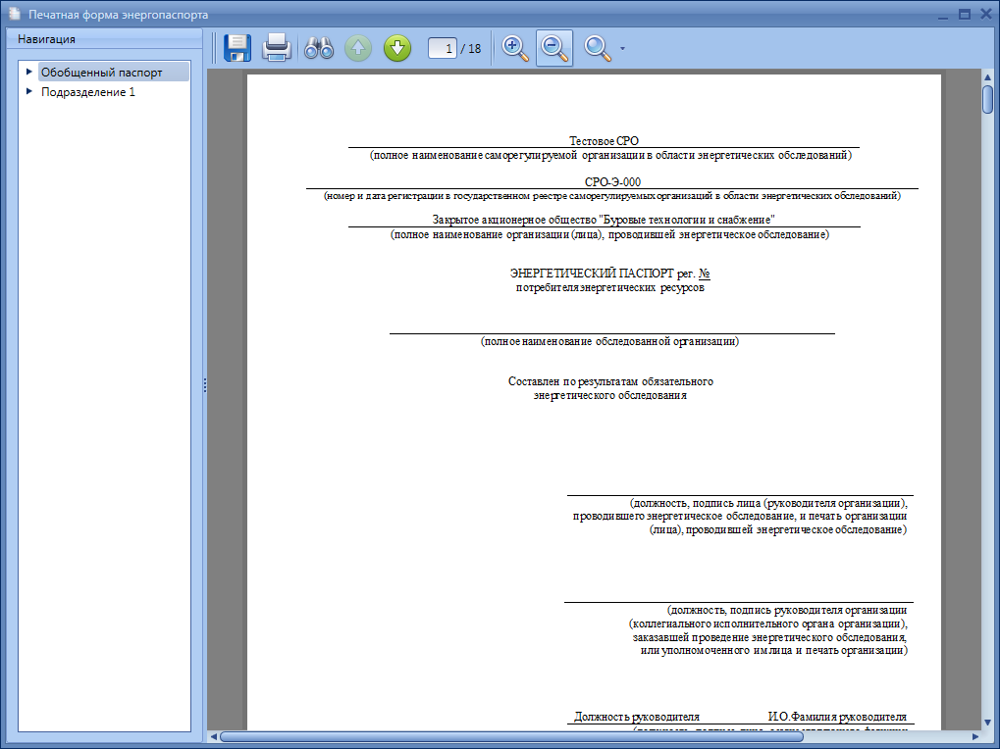 Печатная форма энергопаспорта
Навигация
Обобщенный паспорт
Подразделение 1
1 / 18
Тестовое СРО
(полное наименование саморегулируемой организации в области энергетических обследований)
СРО-Э-000
(номер и дата регистрации в государственном реестре саморегулируемых организаций в области энергетических обследований)
Закрытое акционерное общество "Буровые технологии и снабжение"
(полное наименование организации (лица), проводившей энергетическое обследование)
ЭНЕРГЕТИЧЕСКИЙ ПАСПОРТ рег. №
потребителя энергетических ресурсов
(полное наименование обследованной организации)
Составлен по результатам обязательного
энергетического обследования
(должность, подпись лица (руководителя организации),
проводившего энергетическое обследование, и печать организации
(лица), проводившей энергетическое обследование)
(должность, подпись руководителя организации
(коллегиального исполнительного органа организации),
заказавшей проведение энергетического обследования,
или уполномоченного им лица и печать организации)
Должность руководителя И.О.Фамилия руководителя